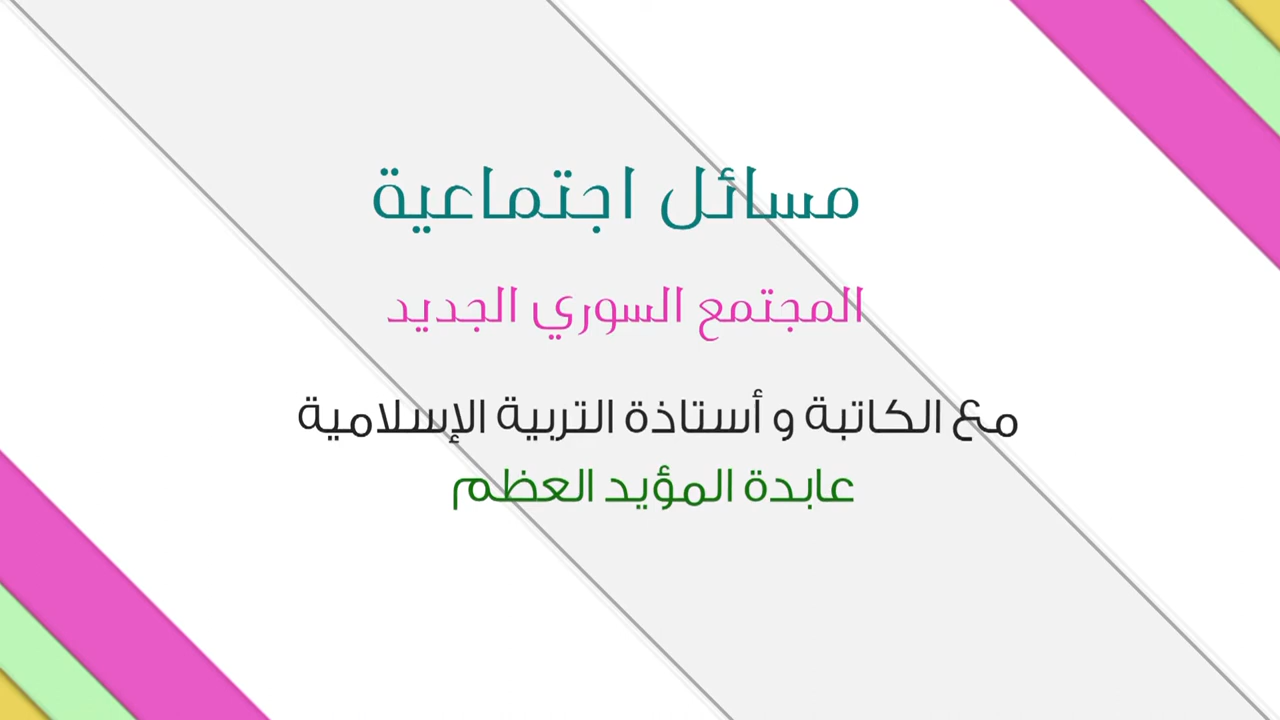 مسائل اجتماعية
المجتمع السوري الجديد
مع الكاتبة و أستاذة التربية الإسلامية
عابدة المؤيد العظم